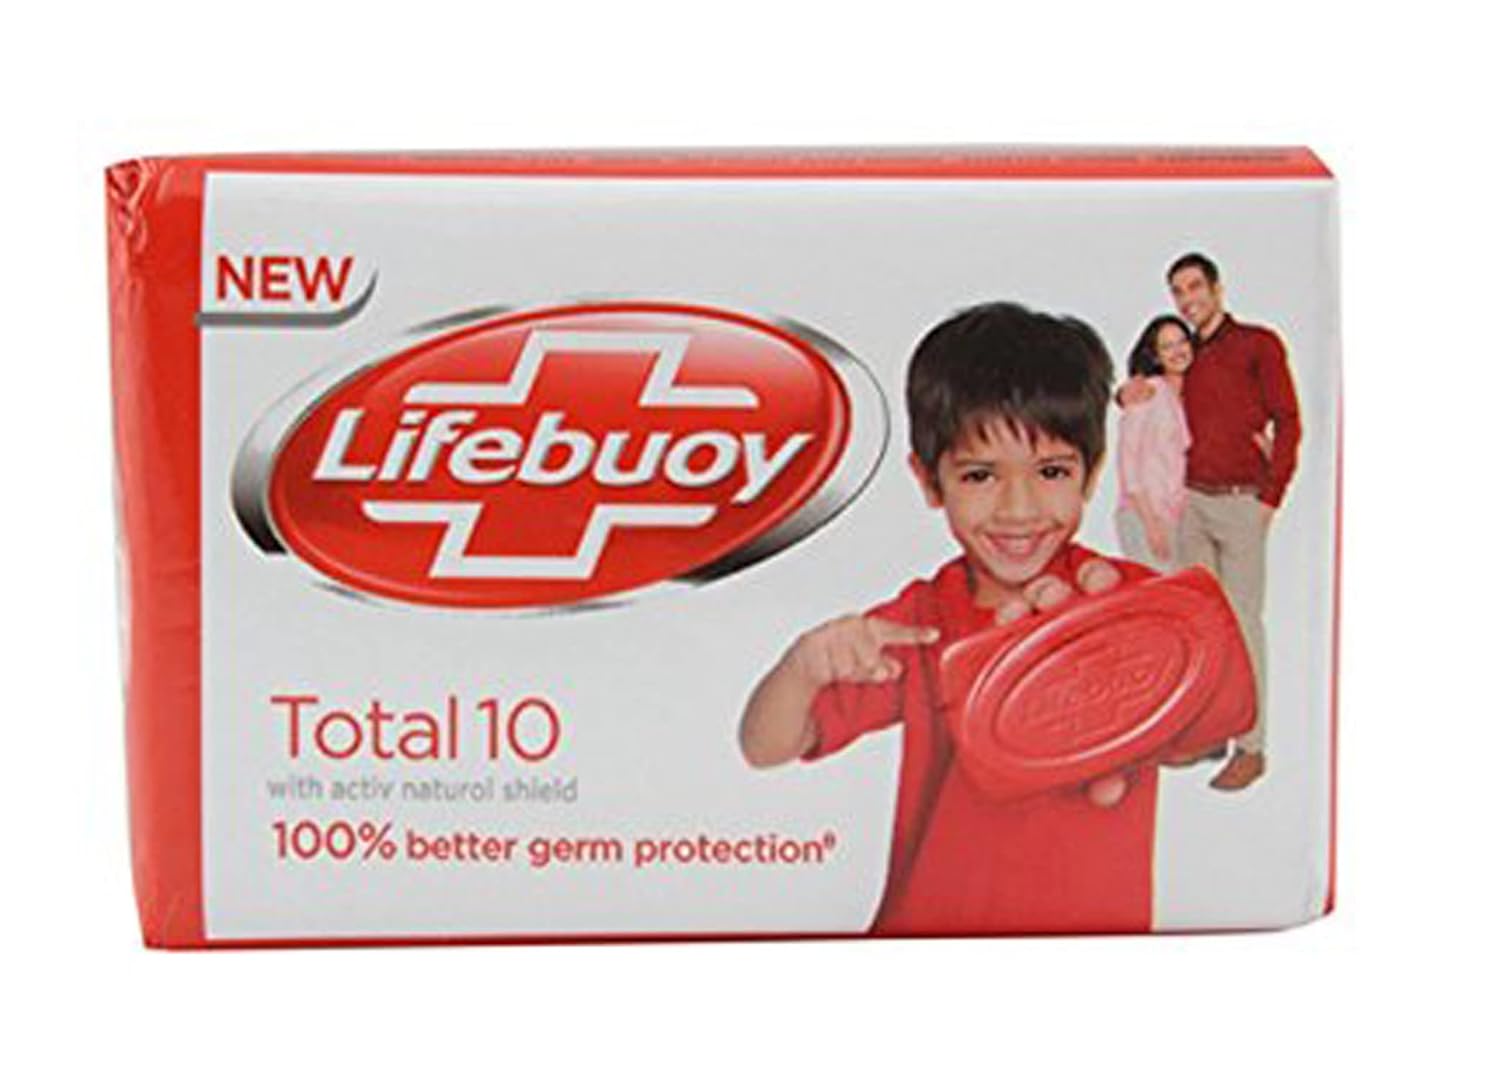 NEW
Lifebuoy
Total 10
with activ naturol shield
100% better germ protection*